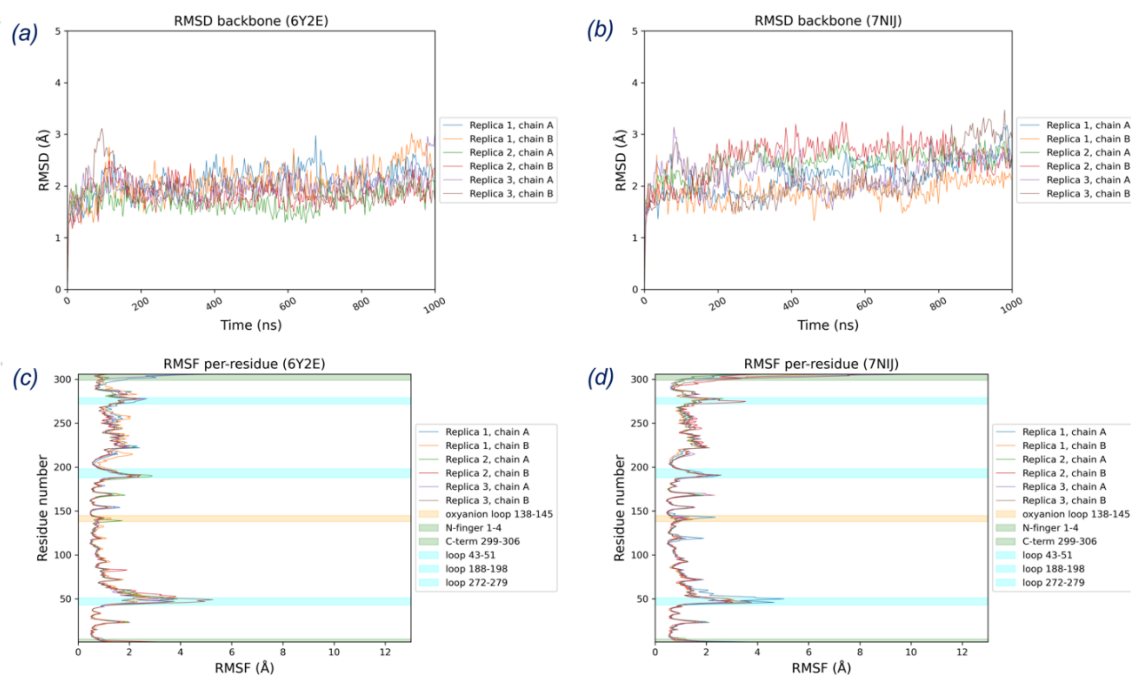 (a)
RMSD backbone (6Y2E)
RMSD (Å)
5
4
3
2
1
0
0
200
400
600
800
1000
Time (ns)
Replica 1, chain A
Replica 1, chain B
Replica 2, chain A
Replica 2, chain B
Replica 3, chain A
Replica 3, chain B
(b)
RMSD backbone (7NIJ)
RMSD (Å)
5
4
3
2
1
0
0
200
400
600
800
1000
Time (ns)
Replica 1, chain A
Replica 1, chain B
Replica 2, chain A
Replica 2, chain B
Replica 3, chain A
Replica 3, chain B
(c)
RMSF per-residue (6Y2E)
Residue number
300
250
200
150
100
50
0
2
4
6
8
10
12
RMSF (Å)
Replica 1, chain A
Replica 1, chain B
Replica 2, chain A
Replica 2, chain B
Replica 3, chain A
Replica 3, chain B
oxyanion loop 138-145
N-finger 1-4
C-term 299-306
loop 43-51
loop 188-198
loop 272-279
(d)
RMSF per-residue (7NIJ)
Residue number
300
250
200
150
100
50
0
2
4
6
8
10
12
RMSF (Å)
Replica 1, chain A
Replica 1, chain B
Replica 2, chain A
Replica 2, chain B
Replica 3, chain A
Replica 3, chain B
oxyanion loop 138-145
N-finger 1-4
C-term 299-306
loop 43-51
loop 188-198
loop 272-279